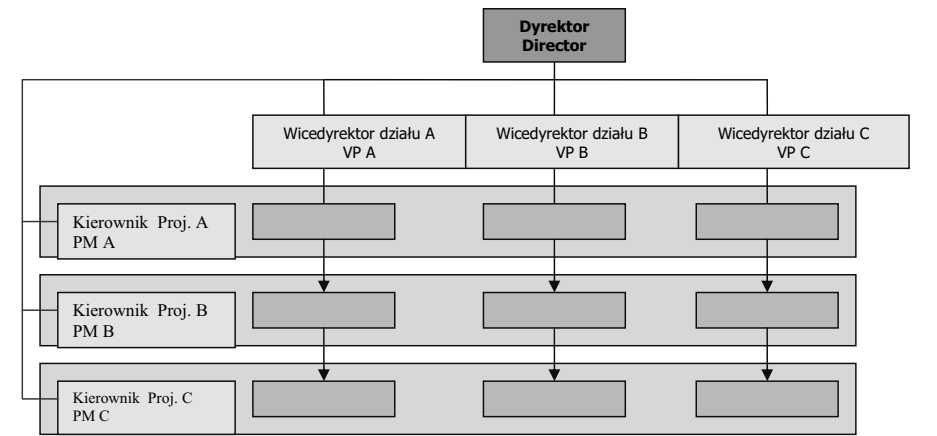 Dyrektor
Director
Wicedyrektor działu A
VP A
Wicedyrektor działu B
VP B
Wicedyrektor działu C
VP C
Kierownik Proj. A
PM A
Kierownik Proj. B
PM B
Kierownik Proj. C
PM C